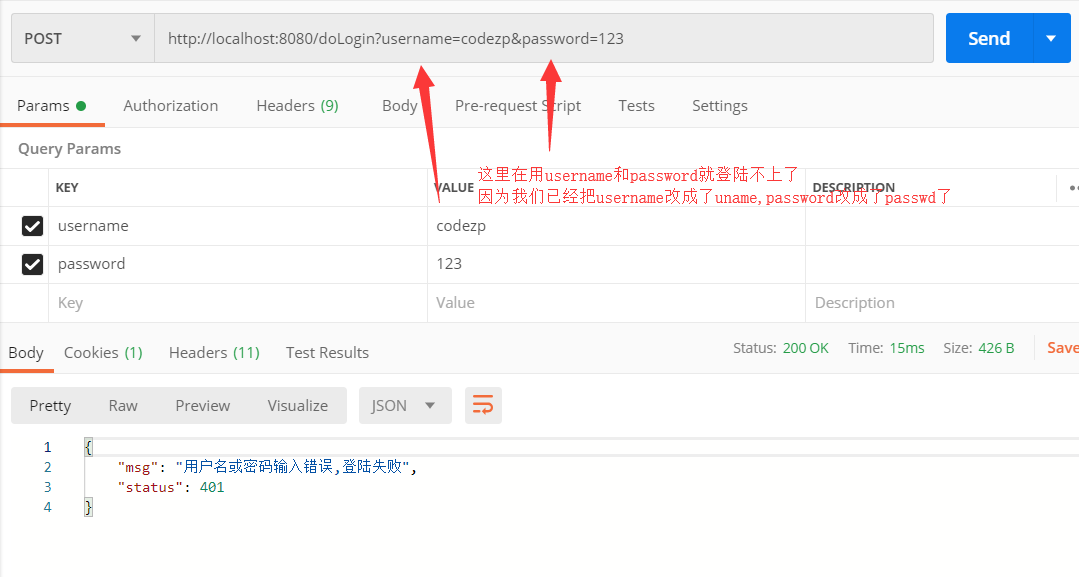 POST http://localhost:8080/doLogin?username=codezp&password=123 Send
Params Authorization Headers (9) Body Pre-request Script Tests Settings
Query Params
这里在用username和password就登陆不上了
因为我们已经把username改成了uname,password改成了passwd了
KEY VALUE DESCRIPTION
username codezp
password 123
Key Value Description
Body Cookies (1) Headers (11) Test Results Status: 200 OK Time: 15ms Size: 426 B Save
Pretty Raw Preview Visualize JSON
1 {
2 "msg": "用户名或密码输入错误,登陆失败",
3 "status": 401
4 }